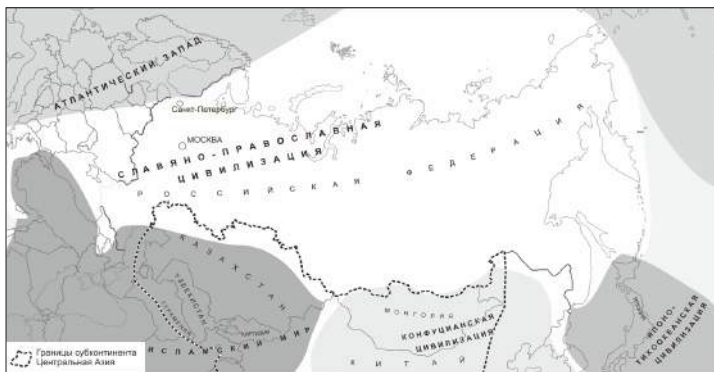 АТЛАНТИЧЕСКИЙ ЗАПАД
Санкт-Петербург
МОСКВА
СЛАВЯНО-ПРАВОСЛАВНАЯ
ЦИВИЛИЗАЦИЯ
РОССИЙСКАЯ ФЕДЕРАЦИЯ
КАЗАХСТАН
УЗБЕКИСТАН
ИСЛАМСКИЙ МИР
МОНГОЛИЯ
КОНФУЦИАНСКАЯ
ЦИВИЛИЗАЦИЯ
КИТАЙ
ЯПОНО-
ТИХООКЕАНСКАЯ
ЦИВИЛИЗАЦИЯ
Границы субконтинента
Центральная Азия